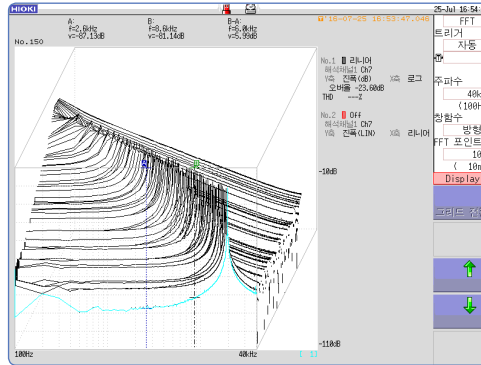 HIOKI
25-Jul 16:54:
A:
f=2.6kHz
v=-87.13dB
B:
f=8.6kHz
v=-81.14dB
B-A:
f=6.0kHz
v=5.99dB
'16-07-25 16:53:47.046
No.150
No.1 리니어
해석채널1 Ch7
Y축 진폭(dB) X축 로그
오버올 -23.60dB
THD ---%
No.2 Off
해석채널1 Ch7
Y축 진폭(LIN) X축 리니어
-10dB
-110dB
100Hz
40kHz
[ 1]
FFT
트리거
자동
주파수
40k
(100H
창함수
방형
FFT 포인트
10
( 10m
Display
그리드